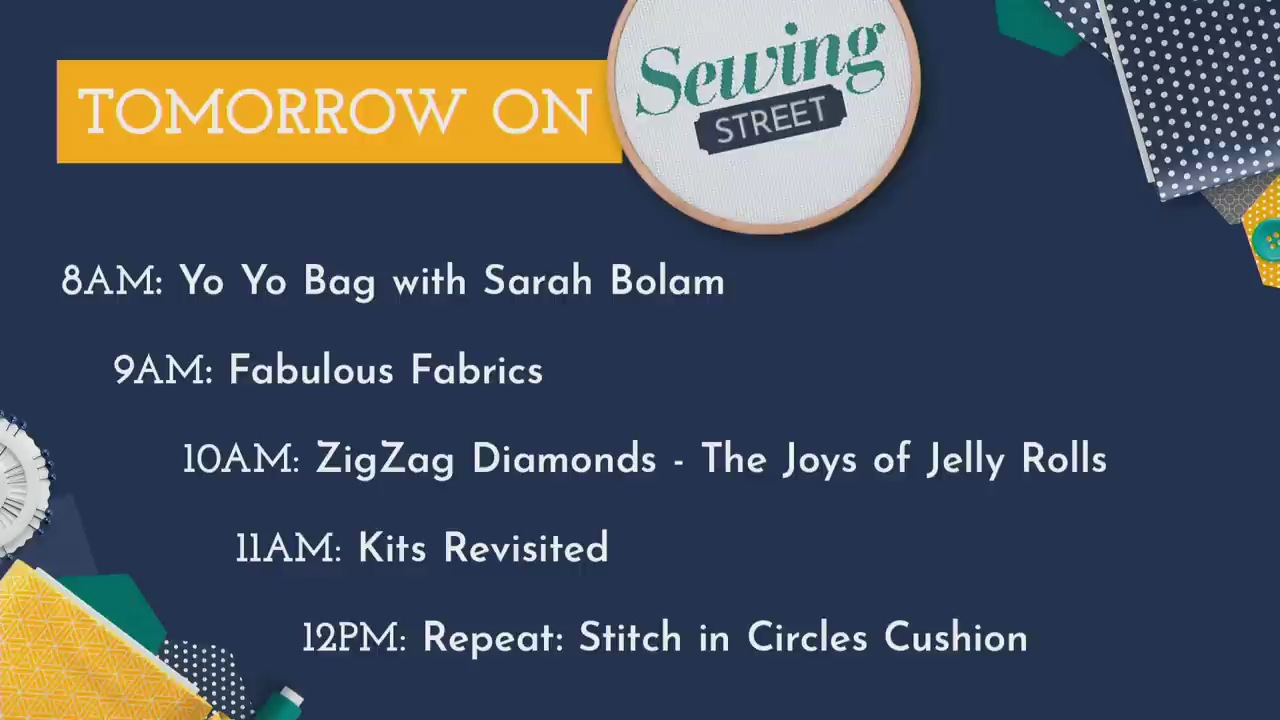 TOMORROW ON
Sewing
STREET
8AM: Yo Yo Bag with Sarah Bolam
9AM: Fabulous Fabrics
10AM: ZigZag Diamonds - The Joys of Jelly Rolls
11AM: Kits Revisited
12PM: Repeat: Stitch in Circles Cushion